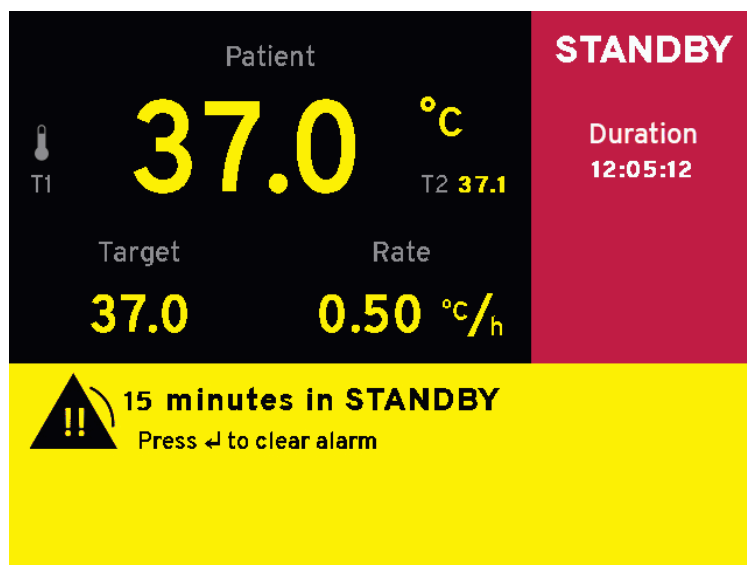 Patient
STANDBY
37.0 °C
T1
T2 37.1
Duration
12:05:12
Target
Rate
37.0
0.50 °C/h
!!
15 minutes in STANDBY
Press ↲ to clear alarm